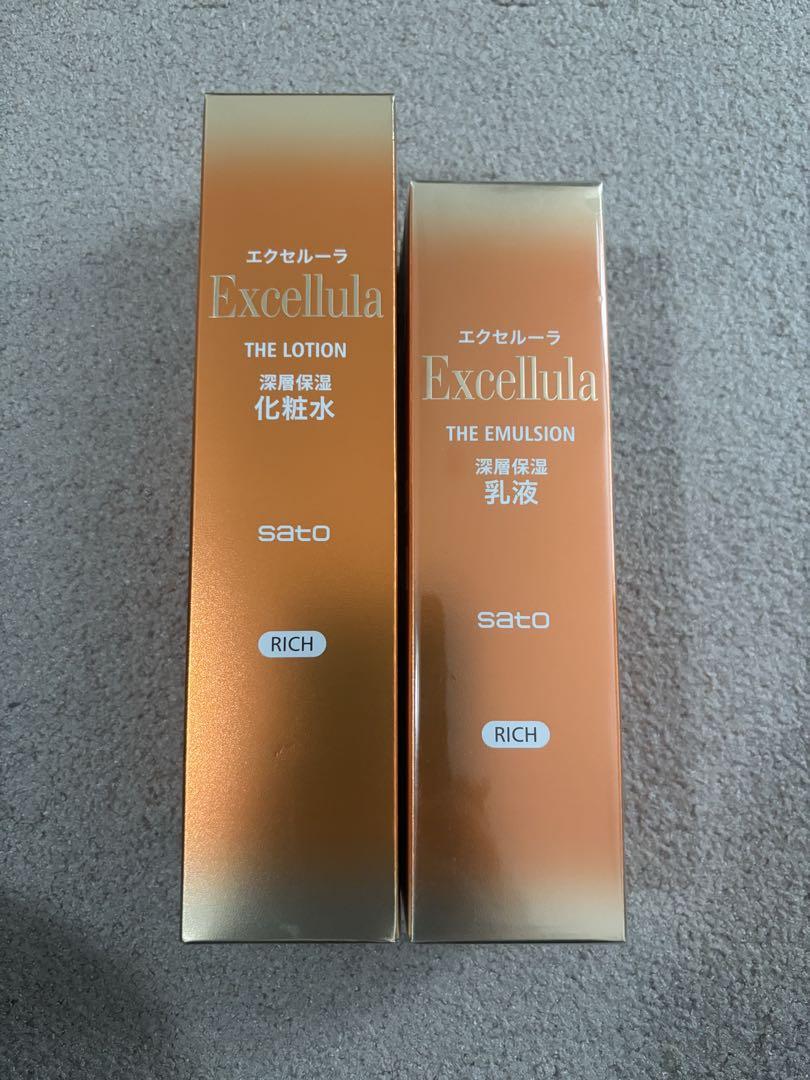 エクセルーラ
Excellula
THE LOTION
深層保湿
化粧水
sato
RICH
エクセルーラ
Excellula
THE EMULSION
深層保湿
乳液
sato
RICH